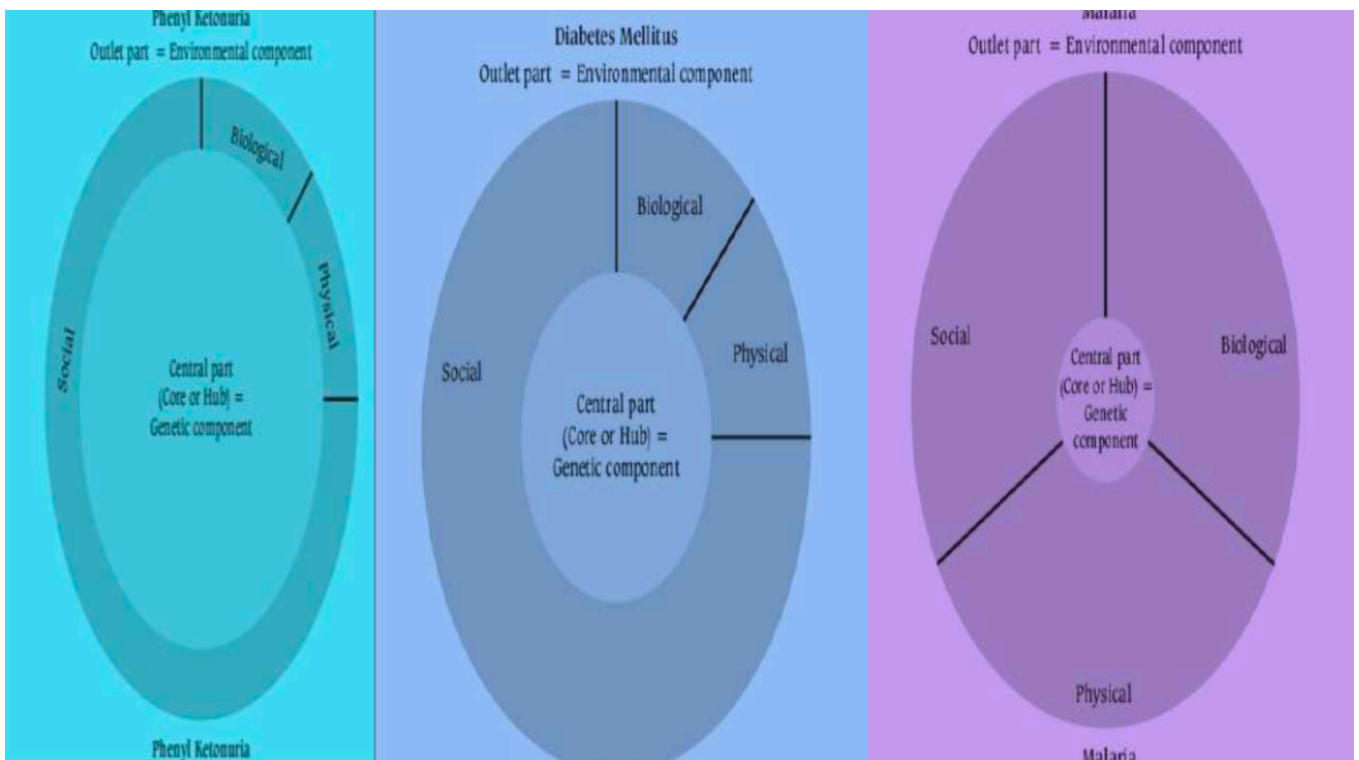 Phenyl Ketonuria
Outlet part = Environmental component
Biological
Physical
Social
Central part
(Core or Hub) =
Genetic component
Phenyl Ketonuria
Diabetes Mellitus
Outlet part = Environmental component
Biological
Physical
Social
Central part
(Core or Hub) =
Genetic component
Malaria
Outlet part = Environmental component
Social
Biological
Central part
(Core or Hub) =
Genetic
component
Physical
Malaria